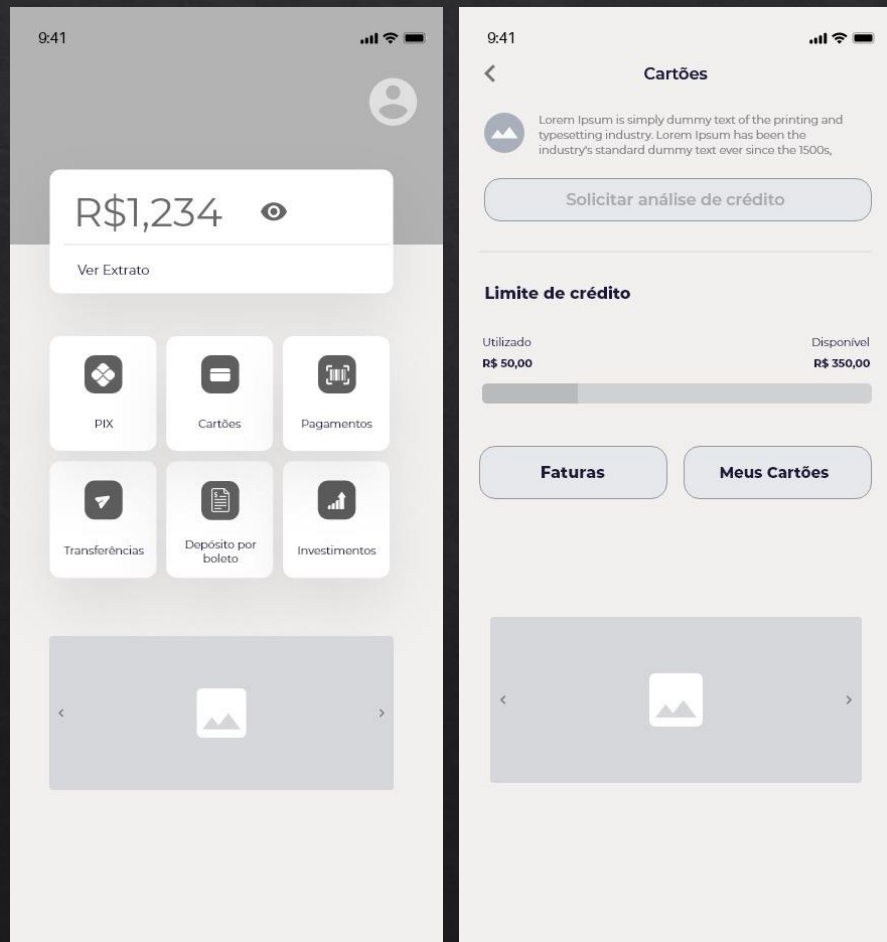 9:41
R$1,234
Ver Extrato
PIX
Cartões
Pagamentos
Transferências
Depósito por
boleto
Investimentos
9:41
Cartões
Lorem Ipsum is simply dummy text of the printing and
typesetting industry. Lorem Ipsum has been the
industry's standard dummy text ever since the 1500s,
Solicitar análise de crédito
Limite de crédito
Utilizado
Disponível
R$ 50,00
R$ 350,00
Faturas
Meus Cartões